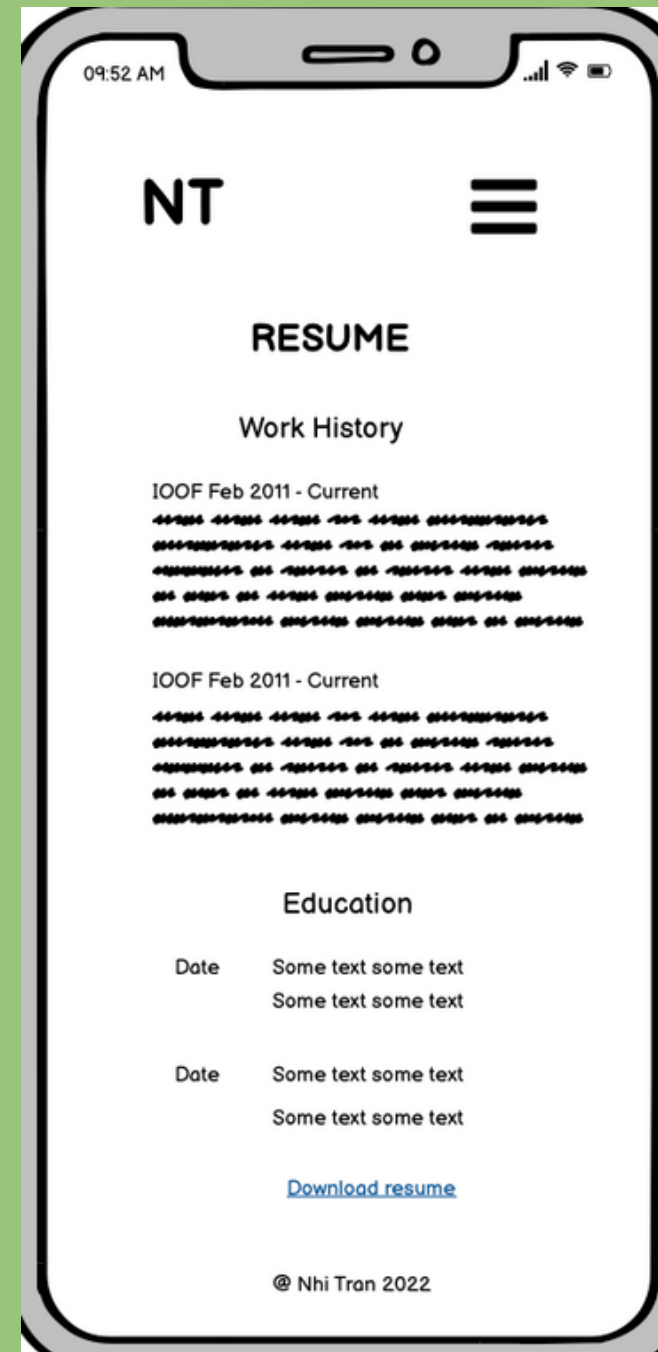 09:52 AM
NT
RESUME
Work History
IOOF Feb 2011 - Current
IOOF Feb 2011 - Current
Education
Date Some text some text
Some text some text
Date Some text some text
Some text some text
Download resume
@ Nhi Tran 2022